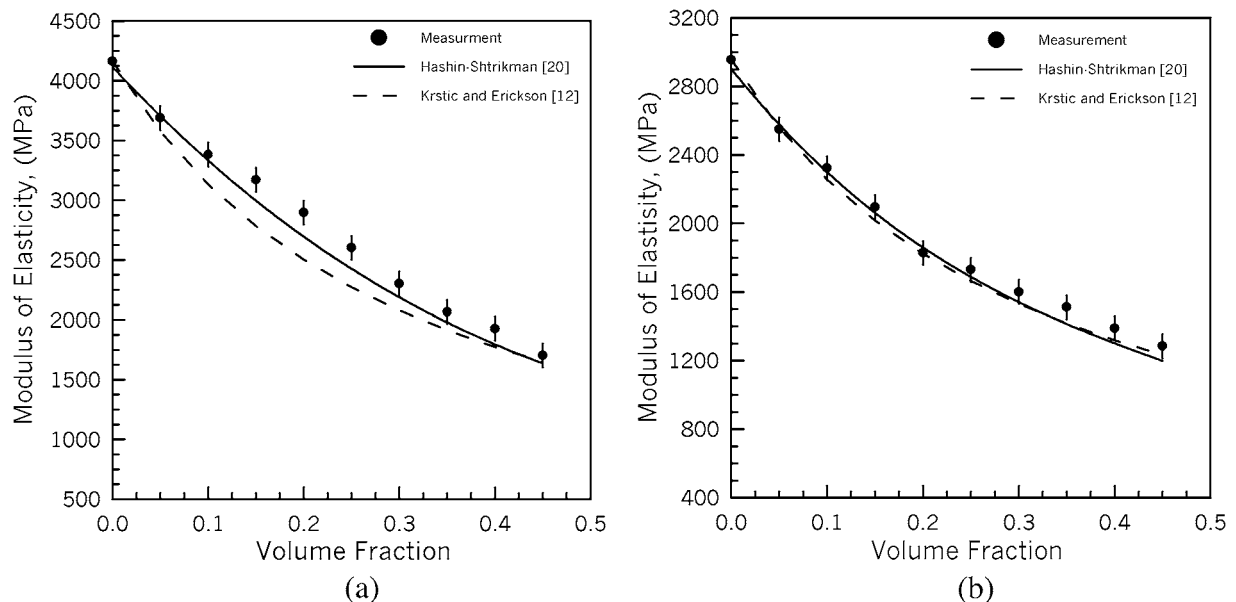 4500
4000
3500
3000
2500
2000
1500
1000
500
Modulus of Elasticity, (MPa)
Measurment
Hashin-Shtrikman [20]
Krstic and Erickson [12]
0.0 0.1 0.2 0.3 0.4 0.5
Volume Fraction
(a)
3200
2800
2400
2000
1600
1200
800
400
Modulus of Elastisity, (MPa)
Measurement
Hashin-Shtrikman [20]
Krstic and Erickson [12]
0.0 0.1 0.2 0.3 0.4 0.5
Volume Fraction
(b)